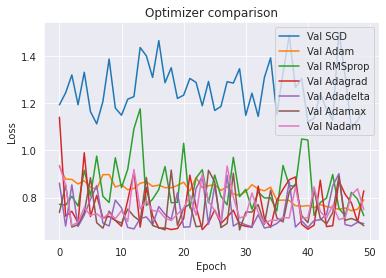 Optimizer comparison
Val SGD
Val Adam
Val RMSprop
Val Adagrad
Val Adadelta
Val Adamax
Val Nadam
Loss
1.4
1.2
1.0
0.8
0
10
20
30
40
50
Epoch